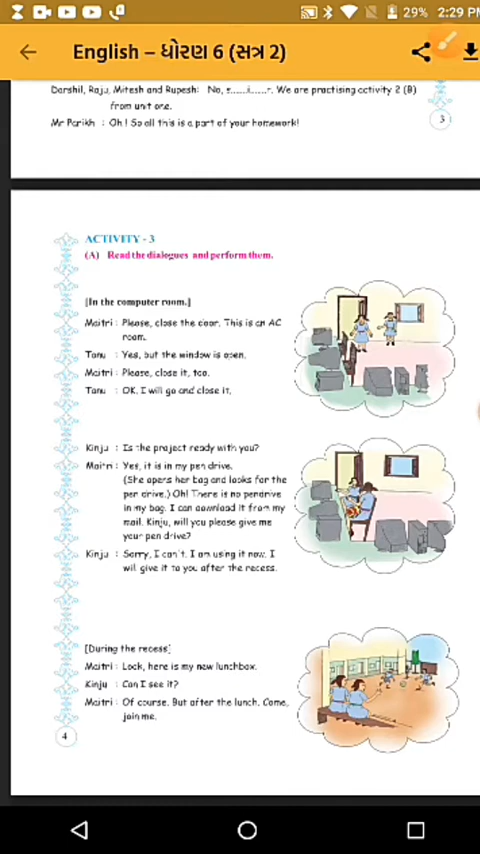 29% 2:29 PM
English – ધોરણ 6 (સત્ર 2)
Darshil, Raju, Mitesh and Rupesh: No, s......i......r. We are practising activity 2 (B)
from unit one.
Mr Parikh : Oh! So all this is a part of your homework!
3
ACTIVITY - 3
(A) Read the dialogues and perform them.
[In the computer room.]
Maitri : Please, close the door. This is an AC
room.
Tanu : Yes, but the window is open.
Maitri : Please, close it, too.
Tanu : OK, I will go and close it.
Kinju : Is the project ready with you?
Maitri : Yes, it is in my pen drive.
(She opens her bag and looks for the
pen drive.) Oh! There is no pendrive
in my bag. I can download it from my
mail. Kinju, will you please give me
your pen drive?
Kinju : Sorry, I can't. I am using it now. I
will give it to you after the recess.
[During the recess]
Maitri : Look, here is my new lunchbox.
Kinju : Can I see it?
Maitri : Of course. But after the lunch. Come,
join me.
4